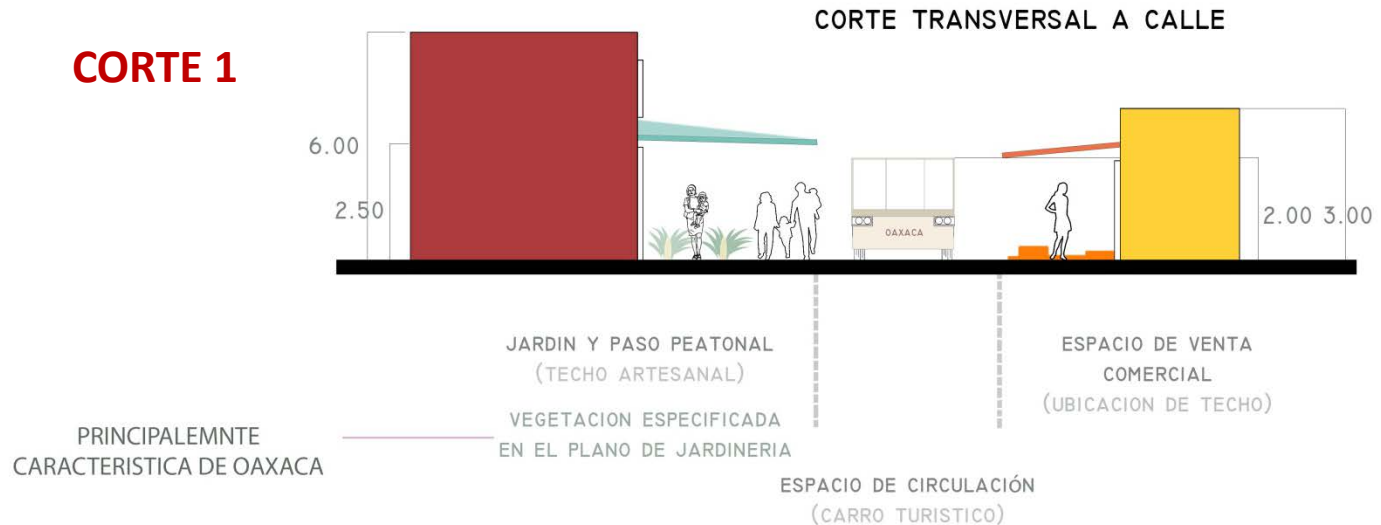 CORTE TRANSVERSAL A CALLE
CORTE 1
6.00
2.50
OAXACA
2.00 3.00
JARDIN Y PASO PEATONAL
(TECHO ARTESANAL)
VEGETACION ESPECIFICADA
EN EL PLANO DE JARDINERIA
PRINCIPALEMNTE
CARACTERISTICA DE OAXACA
ESPACIO DE CIRCULACIÓN
(CARRO TURISTICO)
ESPACIO DE VENTA
COMERCIAL
(UBICACION DE TECHO)